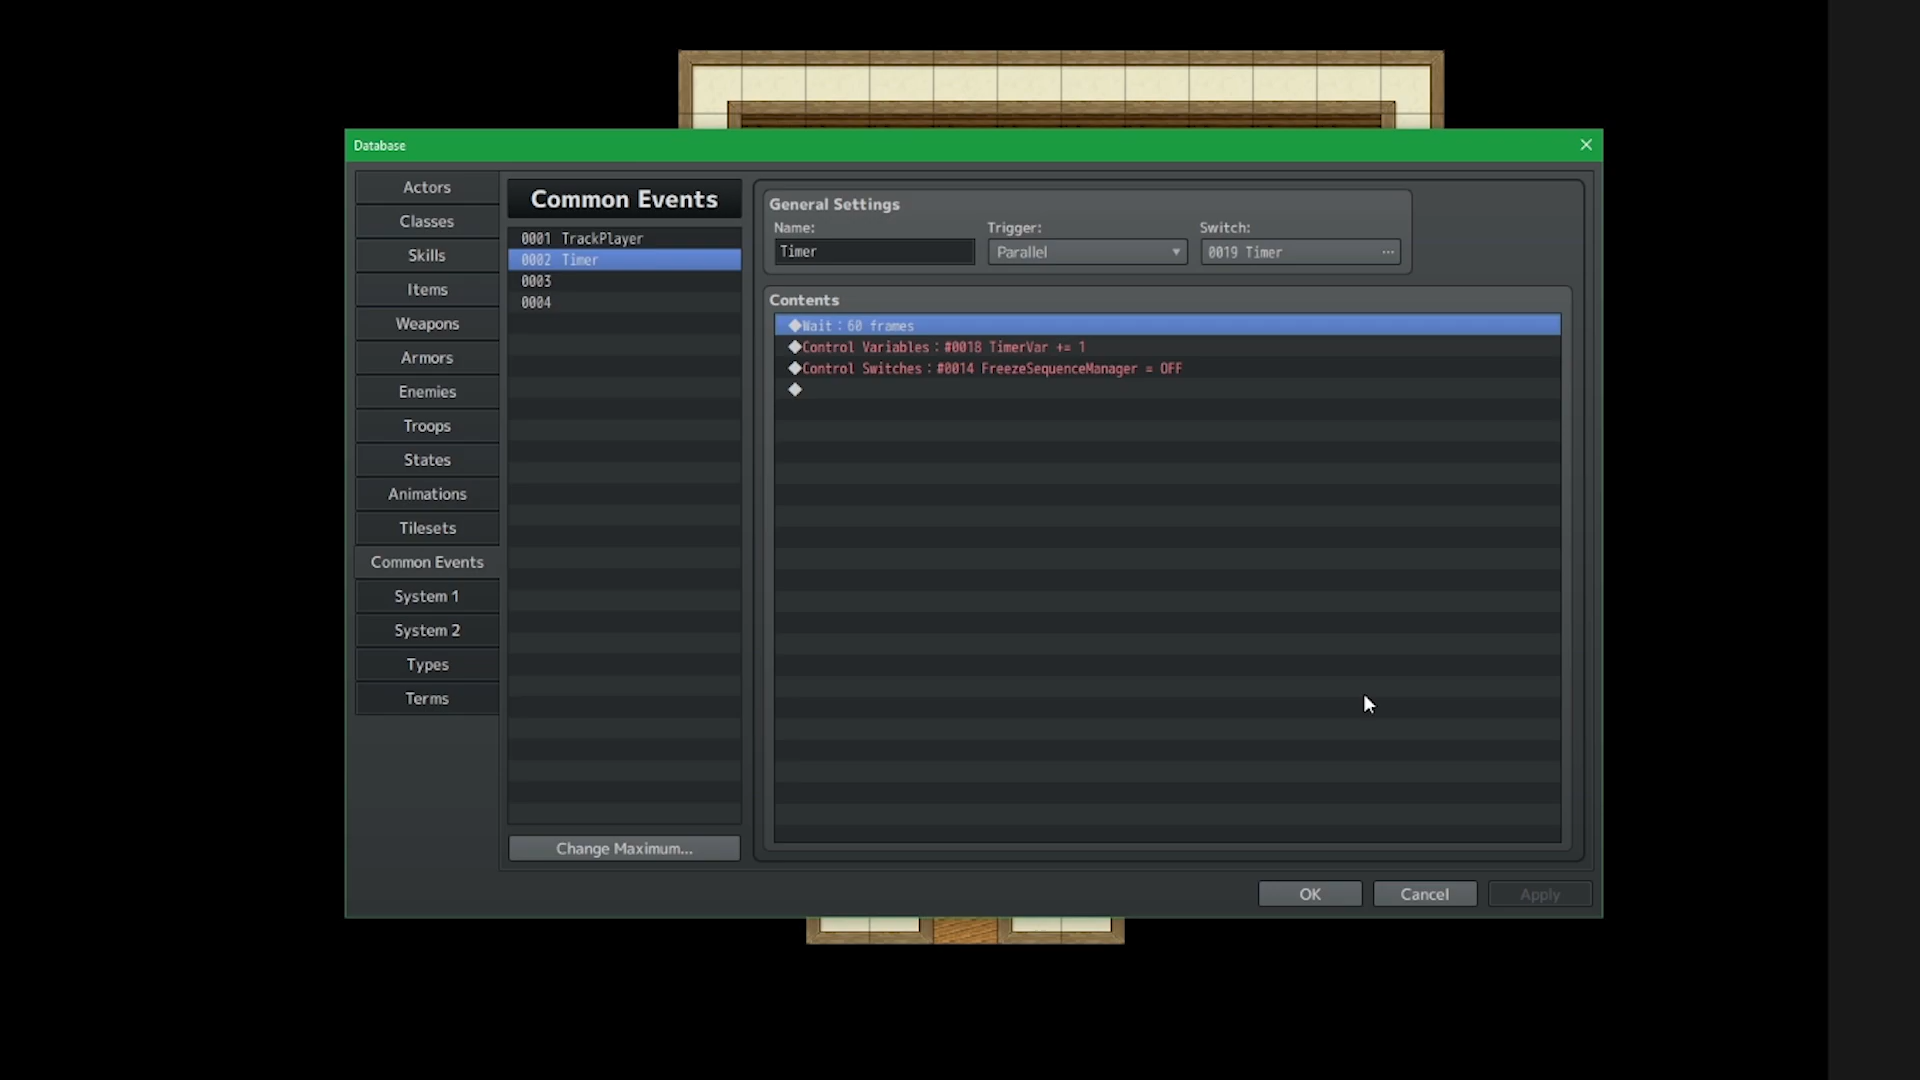 Database
Actors
Classes
Skills
Items
Weapons
Armors
Enemies
Troops
States
Animations
Tilesets
Common Events
System 1
System 2
Types
Terms
Common Events
0001 TrackPlayer
0002 Timer
0003
0004
Change Maximum...
General Settings
Name: Trigger: Switch:
Timer Parallel 0019 Timer ...
Contents
◆Wait：60 frames
◆Control Variables：#0018 TimerVar += 1
◆Control Switches：#0014 FreezeSequenceManager = OFF
◆
OK Cancel Apply